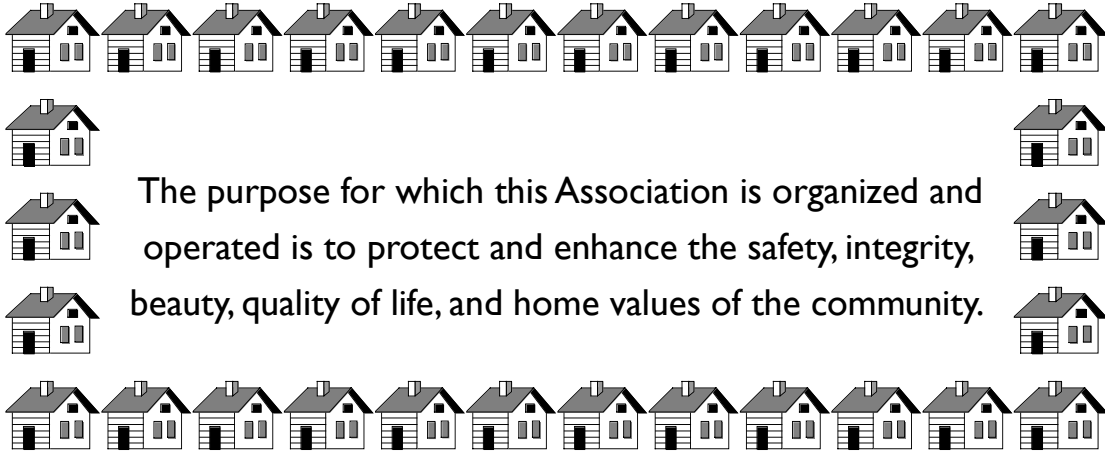 The purpose for which this Association is organized and
operated is to protect and enhance the safety, integrity,
beauty, quality of life, and home values of the community.